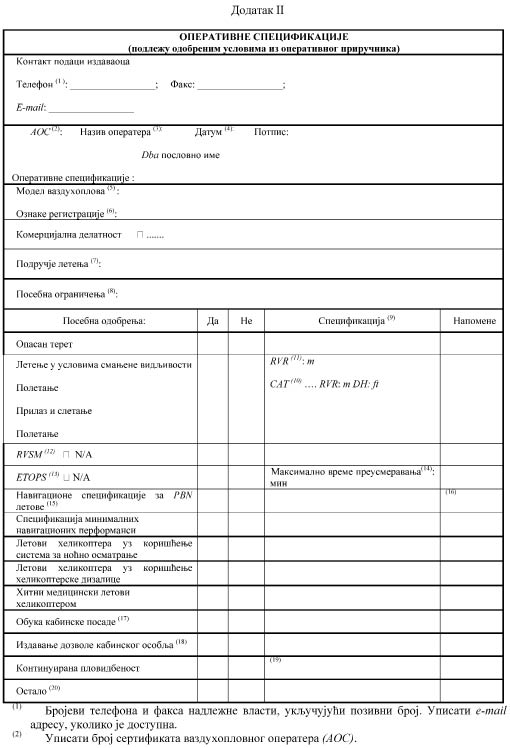 Додатак II
ОПЕРАТИВНЕ СПЕЦИФИКАЦИЈЕ
(подлежу одобреним условима из оперативног приручника)
Контакт подаци издаваоца
Телефон (1 ): _________________; Факс: _________________;
E-mail: _________________
AOC (2): Назив оператера (3): Датум (4): Потпис:
Dba пословно име
Оперативне спецификације :
Модел ваздухоплова (5) :
Ознаке регистрације (6):
Комерцијална делатност □ .......
Подручје летења (7):
Посебна ограничења (8):
Посебна одобрења: Да Не Спецификација (9) Напомене
Опасан терет
Летење у условима смањене видљивости RVR (11): m
Полетање CAT (10) …. RVR: m DH: ft
Прилаз и слетање
Полетање
RVSM (12) □ N/A
ETOPS (13) □ N/A Максимално време преусмеравања(14):
мин
Навигационе спецификације за PBN (16)
летове (15)
Спецификација минималних
навигационих перформанси
Летови хеликоптера уз коришћење
система за ноћно осматрање
Летови хеликоптера уз коришћење
хеликоптерске дизалице
Хитни медицински летови
хеликоптером
Обука кабинске посаде (17)
Издавање дозволе кабинског особља (18)
Континуирана пловидбеност (19)
Остало (20)
(1) Бројеви телефона и факса надлежне власти, укључујући позивни број. Уписати e-mail
адресу, уколико је доступна.
(2) Уписати број сертификата ваздухопловног оператера (AOC).